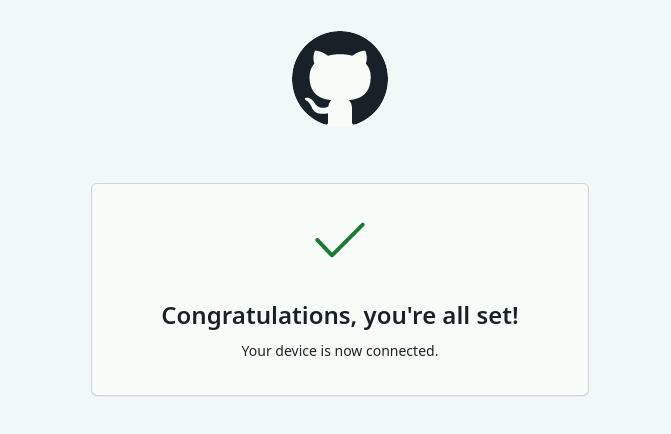 Congratulations, you're all set!
Your device is now connected.